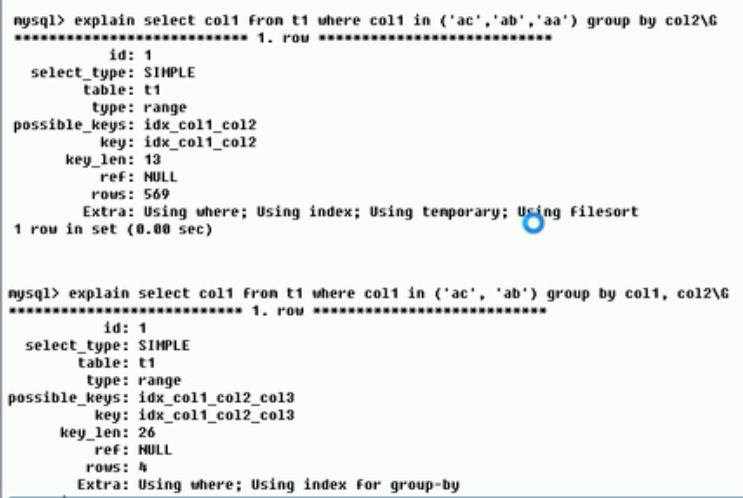 mysql> explain select col1 from t1 where col1 in ('ac','ab','aa') group by col2\G
*************************** 1. row ***************************
id: 1
select_type: SIMPLE
table: t1
type: range
possible_keys: idx_col1_col2
key: idx_col1_col2
key_len: 13
ref: NULL
rows: 569
Extra: Using where; Using index; Using temporary; Using filesort
1 row in set (0.00 sec)
mysql> explain select col1 from t1 where col1 in ('ac', 'ab') group by col1, col2\G
*************************** 1. row ***************************
id: 1
select_type: SIMPLE
table: t1
type: range
possible_keys: idx_col1_col2_col3
key: idx_col1_col2_col3
key_len: 26
ref: NULL
rows: 4
Extra: Using where; Using index for group-by